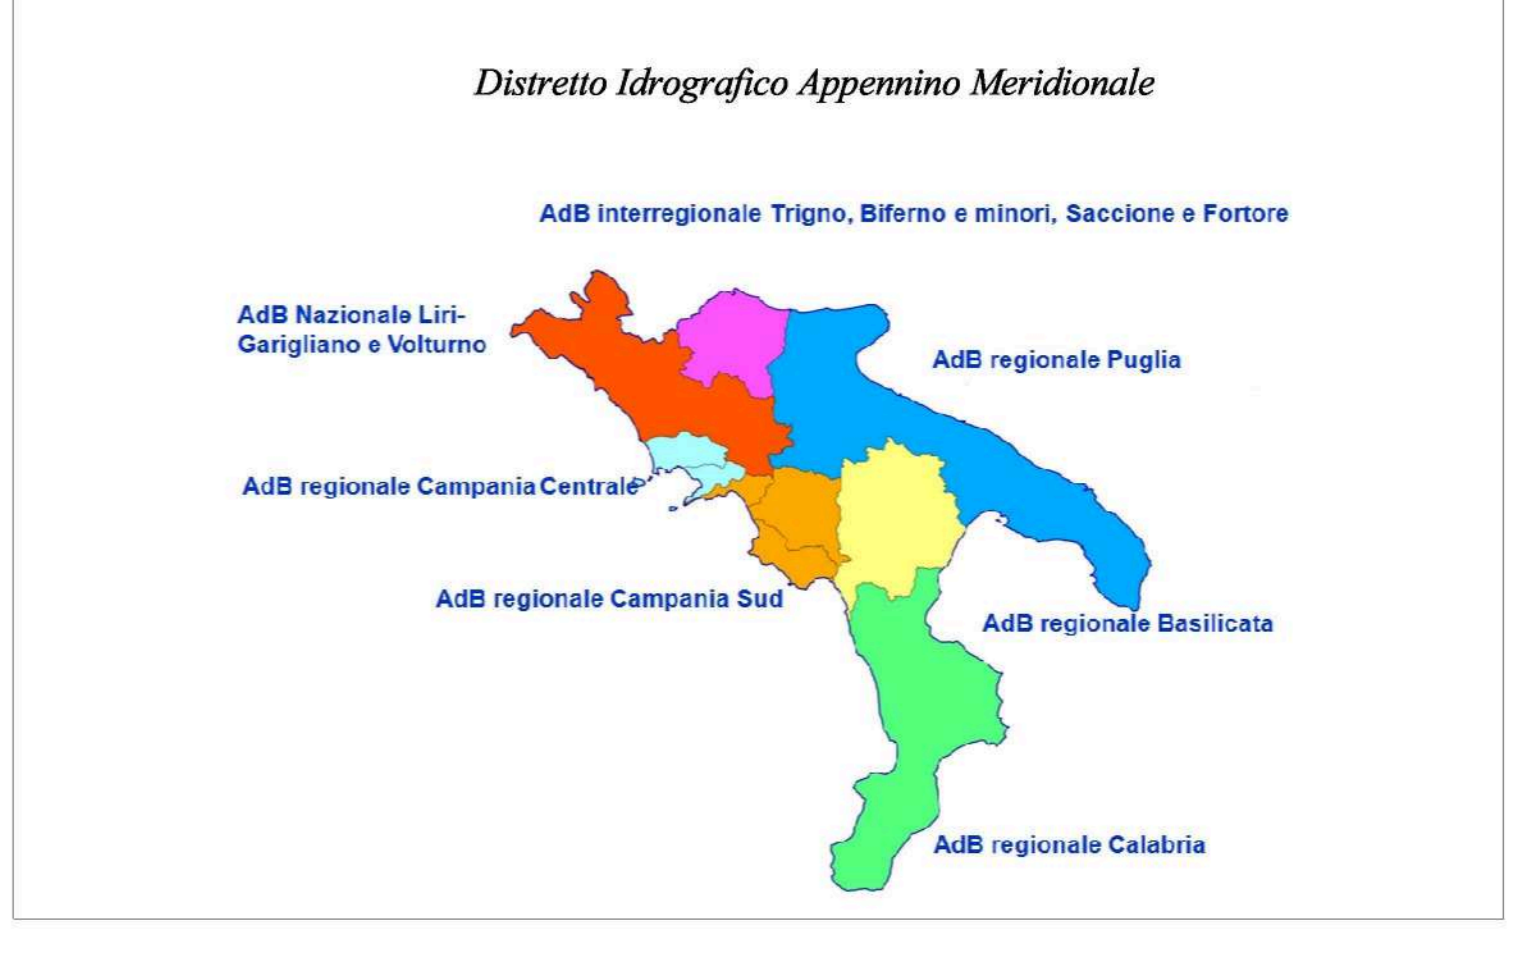 Distretto Idrografico Appennino Meridionale
AdB interregionale Trigno, Biferno e minori, Saccione e Fortore
AdB Nazionale Liri-
Garigliano e Volturno
AdB regionale Puglia
AdB regionale Campania Centrale
AdB regionale Campania Sud
AdB regionale Basilicata
AdB regionale Calabria